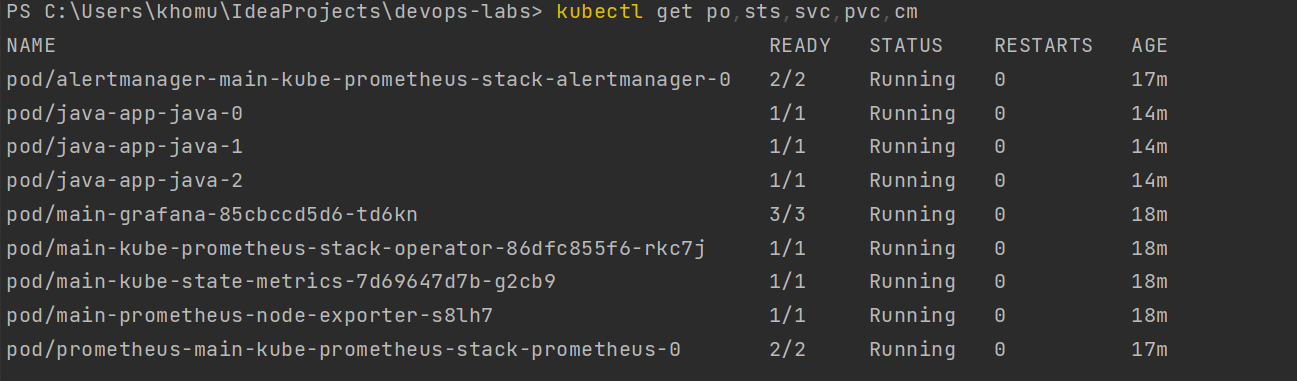 PS C:\Users\khomu\IdeaProjects\devops-labs> kubectl get po,sts,svc,pvc,cm
NAME READY STATUS RESTARTS AGE
pod/alertmanager-main-kube-prometheus-stack-alertmanager-0 2/2 Running 0 17m
pod/java-app-java-0 1/1 Running 0 14m
pod/java-app-java-1 1/1 Running 0 14m
pod/java-app-java-2 1/1 Running 0 14m
pod/main-grafana-85cbccd5d6-td6kn 3/3 Running 0 18m
pod/main-kube-prometheus-stack-operator-86dfc855f6-rkc7j 1/1 Running 0 18m
pod/main-kube-state-metrics-7d69647d7b-g2cb9 1/1 Running 0 18m
pod/main-prometheus-node-exporter-s8lh7 1/1 Running 0 18m
pod/prometheus-main-kube-prometheus-stack-prometheus-0 2/2 Running 0 17m